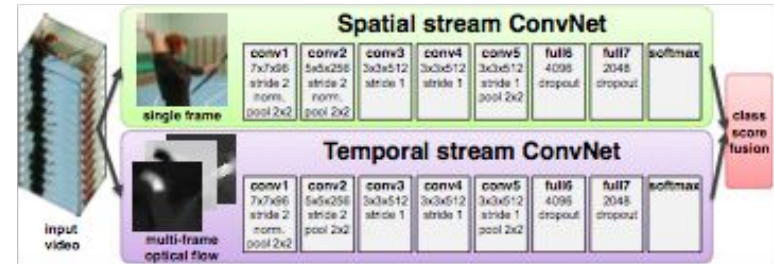 Spatial stream ConvNet
single frame
conv1
7x7x96
stride 2
norm.
pool 2x2
conv2
5x5x256
stride 2
norm.
pool 2x2
conv3
3x3x512
stride 1
conv4
3x3x512
stride 1
conv5
3x3x512
stride 1
pool 2x2
full6
4096
dropout
full7
2048
dropout
softmax
Temporal stream ConvNet
input
video
multi-frame
optical flow
conv1
7x7x96
stride 2
norm.
pool 2x2
conv2
5x5x256
stride 2
pool 2x2
conv3
3x3x512
stride 1
conv4
3x3x512
stride 1
conv5
3x3x512
stride 1
pool 2x2
full6
4096
dropout
full7
2048
dropout
softmax
class
score
fusion